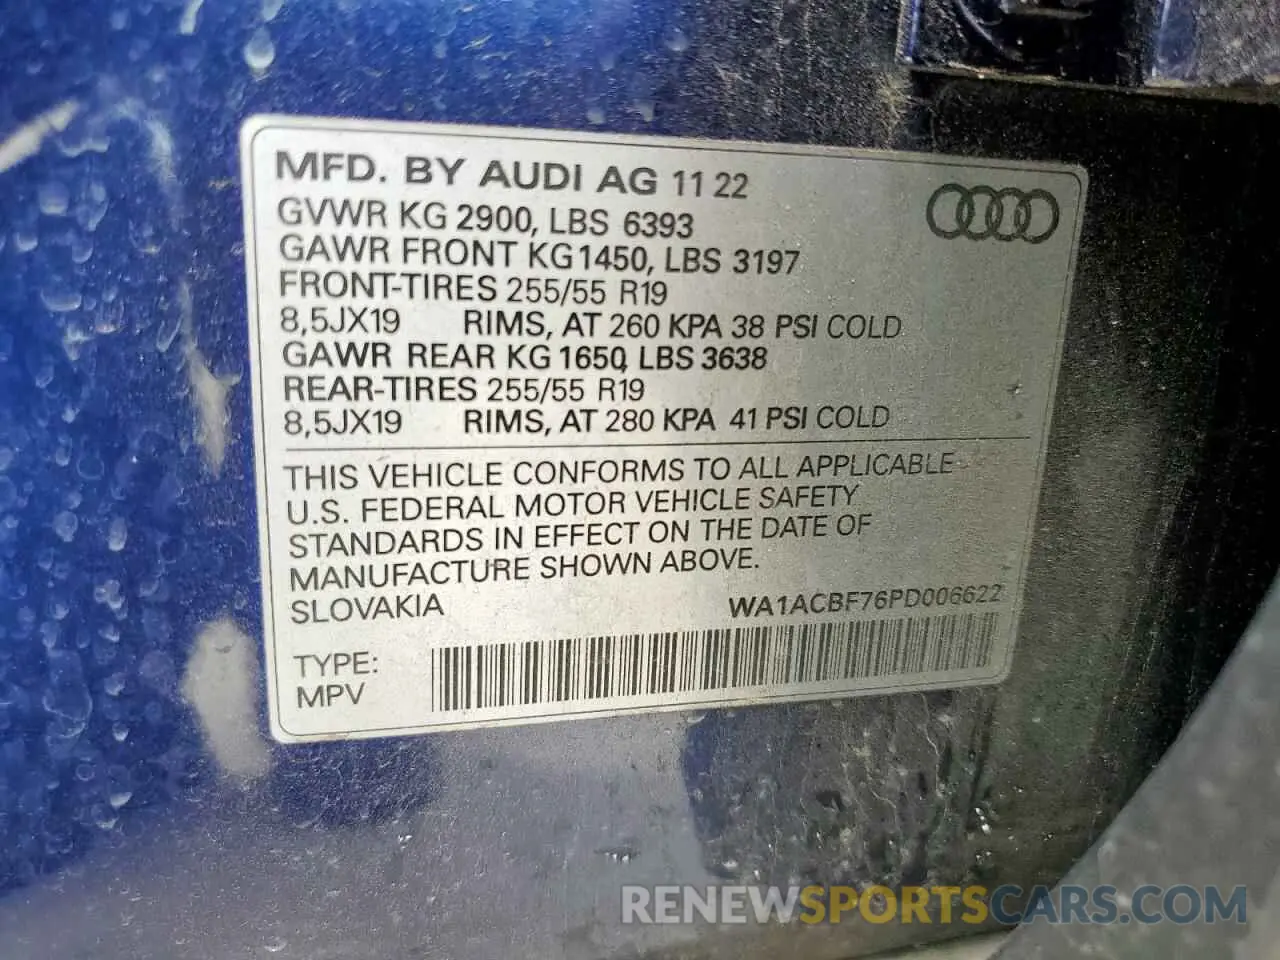 MFD. BY AUDI AG 11 22
GVWR KG 2900, LBS 6393
GAWR FRONT KG 1450, LBS 3197
FRONT-TIRES 255/55 R19
8,5JX19 RIMS, AT 260 KPA 38 PSI COLD
GAWR REAR KG 1650, LBS 3638
REAR-TIRES 255/55 R19
8,5JX19 RIMS, AT 280 KPA 41 PSI COLD
THIS VEHICLE CONFORMS TO ALL APPLICABLE
U.S. FEDERAL MOTOR VEHICLE SAFETY
STANDARDS IN EFFECT ON THE DATE OF
MANUFACTURE SHOWN ABOVE.
SLOVAKIA WA1ACBF76PD006622
TYPE:
MPV
RENEWSPORTSCARS.COM